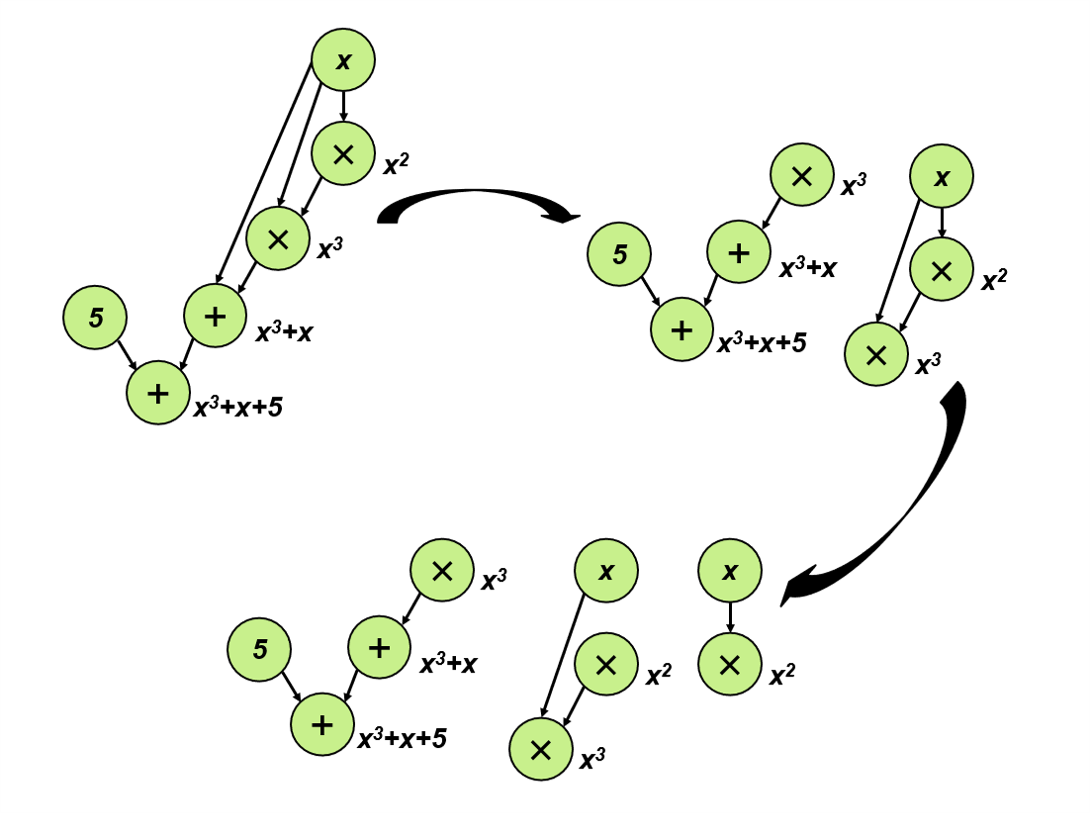 x
×
x²
×
x³
5
+
x³+x
+
x³+x+5
×
x³
5
+
x³+x
+
x³+x+5
x
×
x²
×
x³
×
x³
5
+
x³+x
+
x³+x+5
x
×
x²
×
x³
x
×
x²